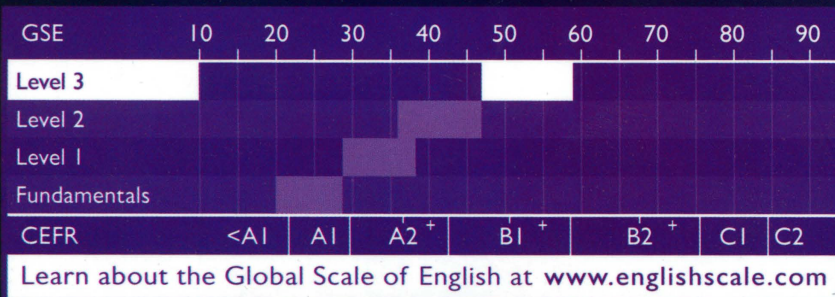 GSE 10 20 30 40 50 60 70 80 90
Level 3
Level 2
Level 1
Fundamentals
CEFR <A1 A1 A2 + B1 + B2 + C1 C2
Learn about the Global Scale of English at www.englishscale.com